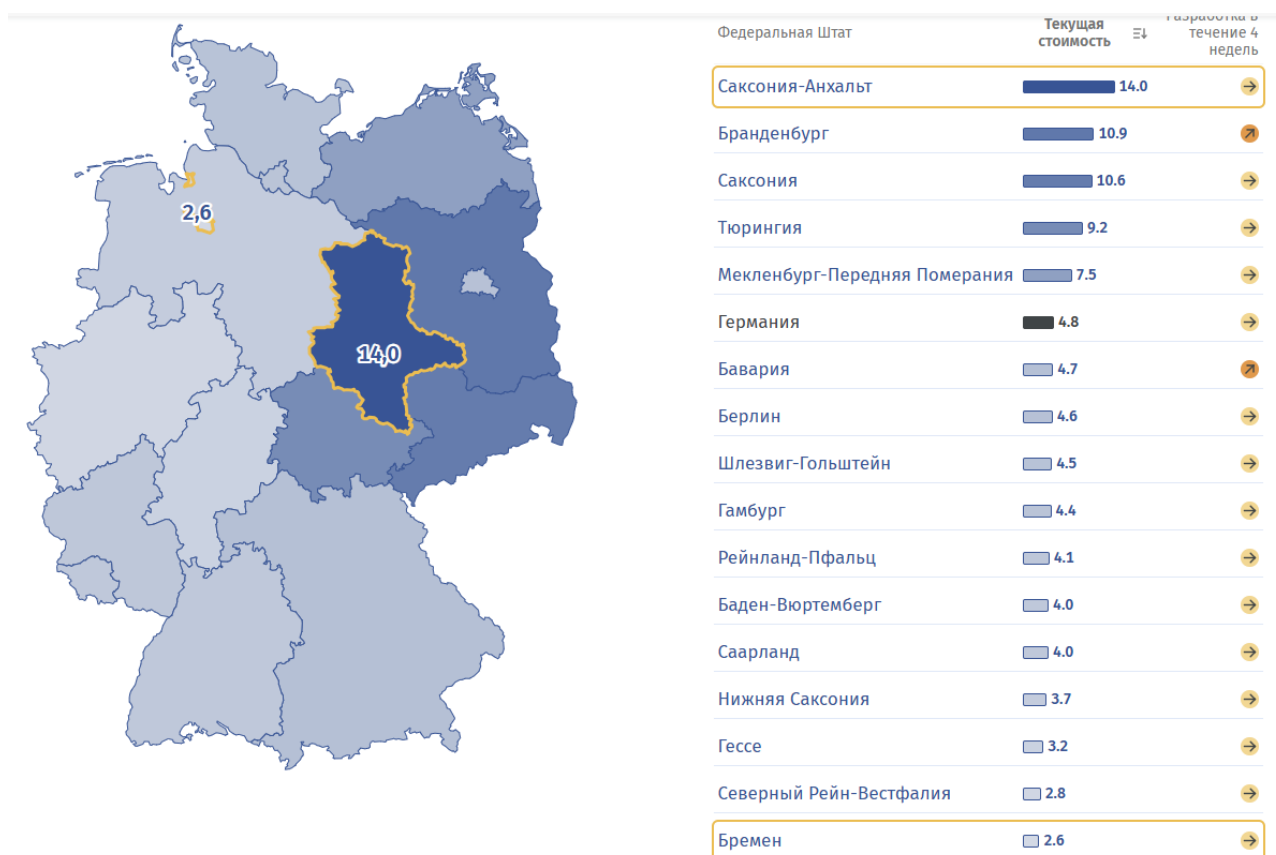 Федеральная Штат
Текущая
стоимость
Разработка в
течение 4
недель
Саксония-Анхальт 14.0
Бранденбург 10.9
Саксония 10.6
Тюрингия 9.2
Мекленбург-Передняя Померания 7.5
Германия 4.8
Бавария 4.7
Берлин 4.6
Шлезвиг-Гольштейн 4.5
Гамбург 4.4
Рейнланд-Пфальц 4.1
Баден-Вюртемберг 4.0
Саарланд 4.0
Нижняя Саксония 3.7
Гессе 3.2
Северный Рейн-Вестфалия 2.8
Бремен 2.6
2,6
14,0